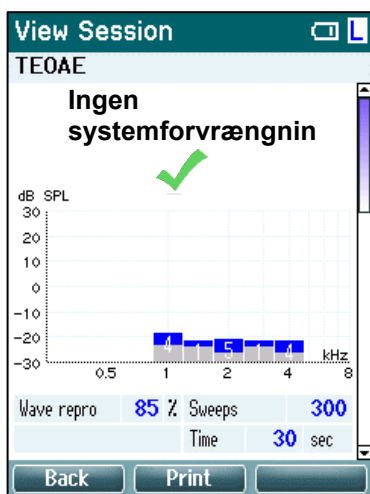 View Session L
TEOAE
Ingen
systemforvrængnin
dB SPL
30
20
10
0
-10
-20
-30
4 1 5 1 4
kHz
0.5 1 2 4 8
Wave repro 85 % Sweeps 300
Time 30 sec
Back Print